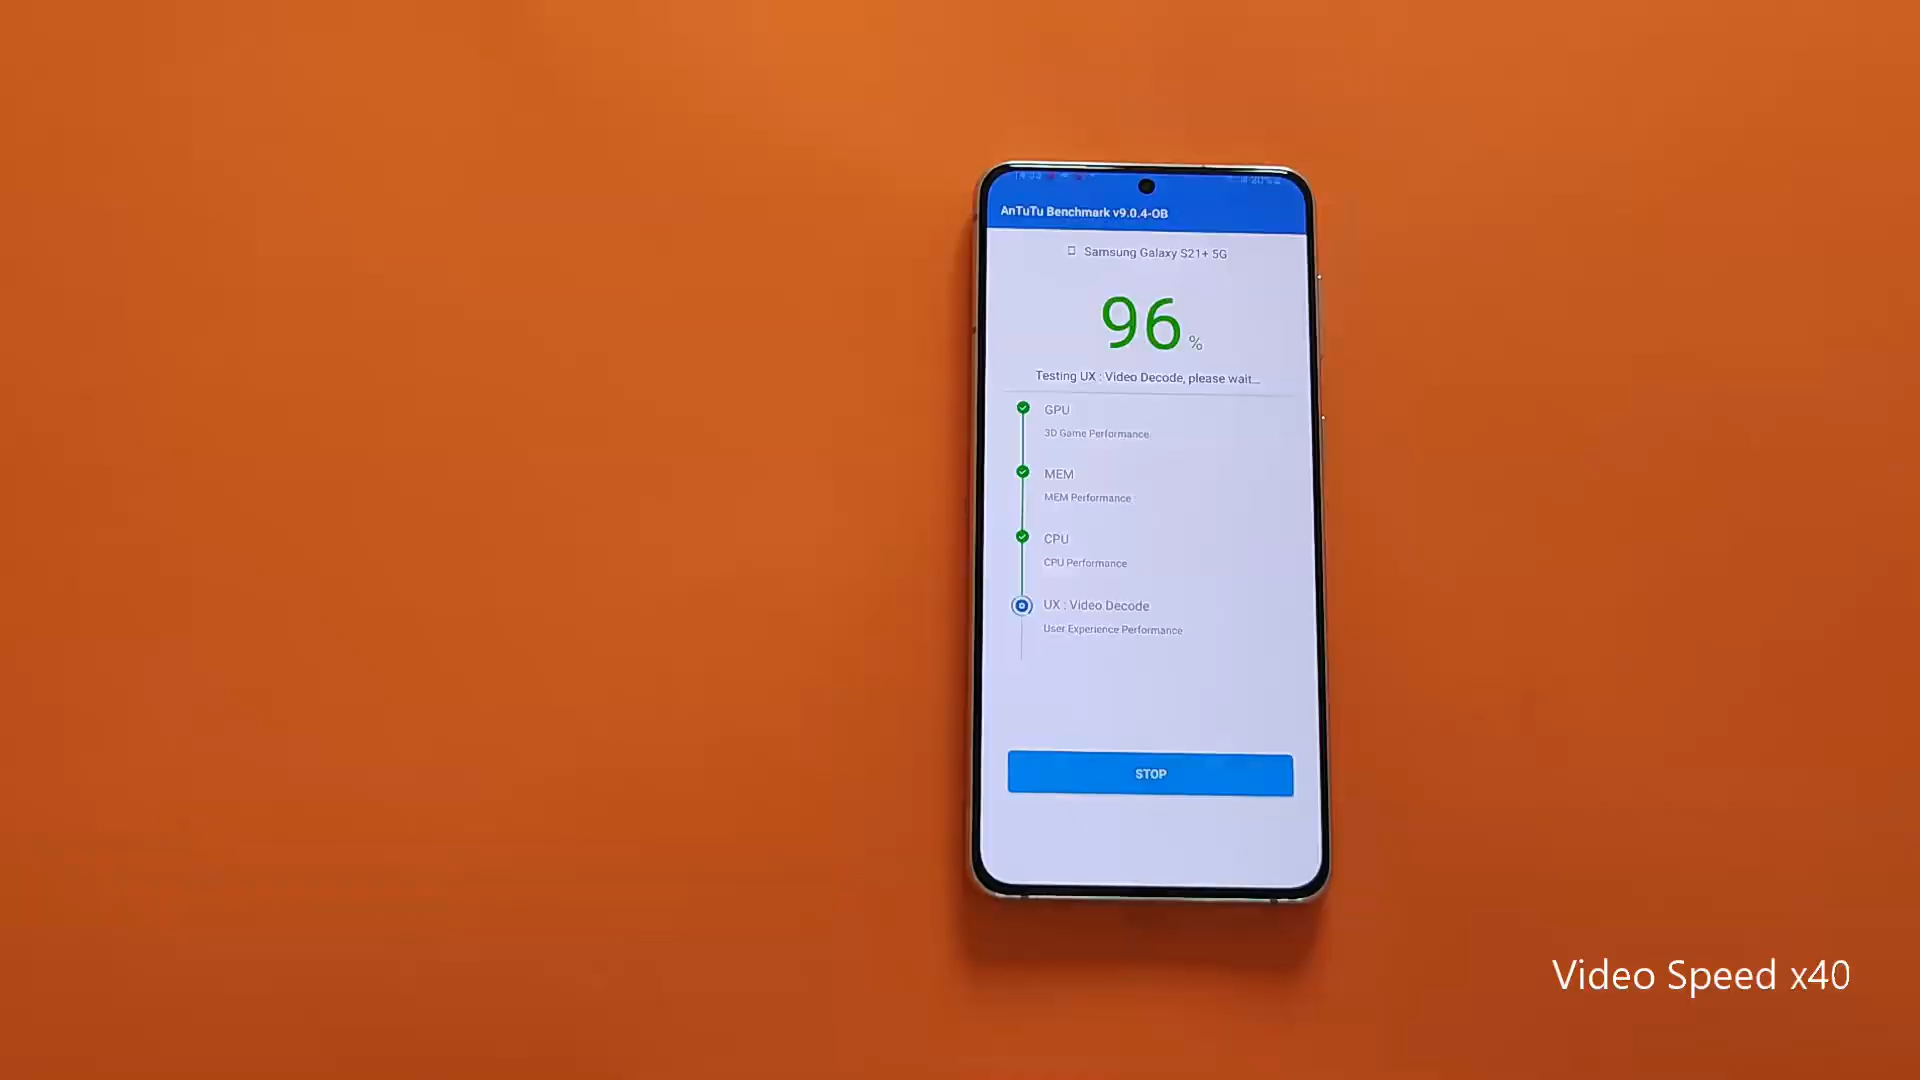 AnTuTu Benchmark v9.0.4-OB
Samsung Galaxy S21+ 5G
96 %
Testing UX : Video Decode, please wait...
GPU
3D Game Performance
MEM
MEM Performance
CPU
CPU Performance
UX : Video Decode
User Experience Performance
STOP
Video Speed x40